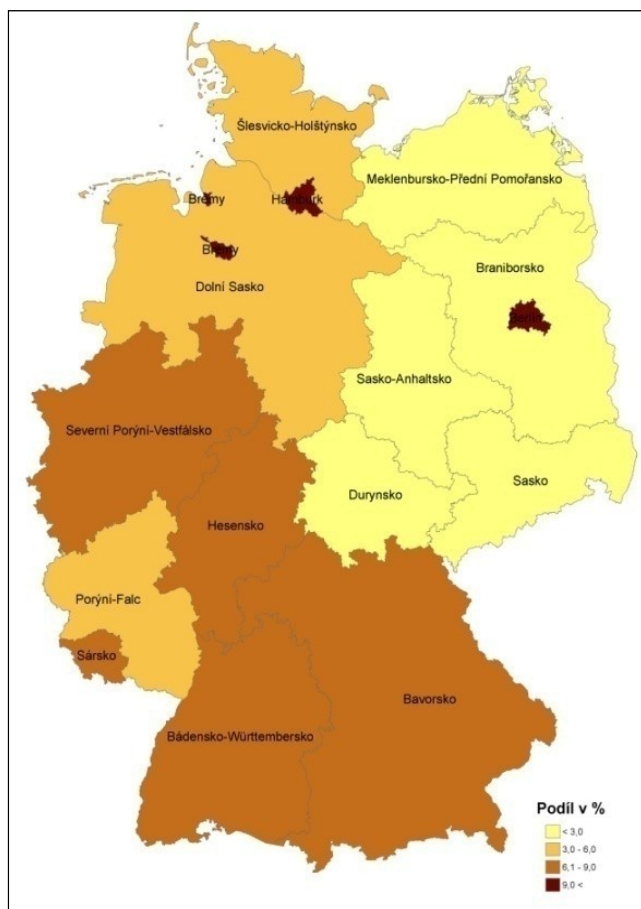 Šlesvicko-Holštýnsko
Meklenbursko-Přední Pomořansko
Brémy
Hamburk
Brémy
Braniborsko
Dolní Sasko
Berlín
Sasko-Anhaltsko
Severní Porýní-Vestfálsko
Durynsko
Sasko
Hesensko
Porýní-Falc
Sársko
Bavorsko
Bádensko-Württembersko
Podíl v %
< 3,0
3,0 - 6,0
6,1 - 9,0
9,0 <